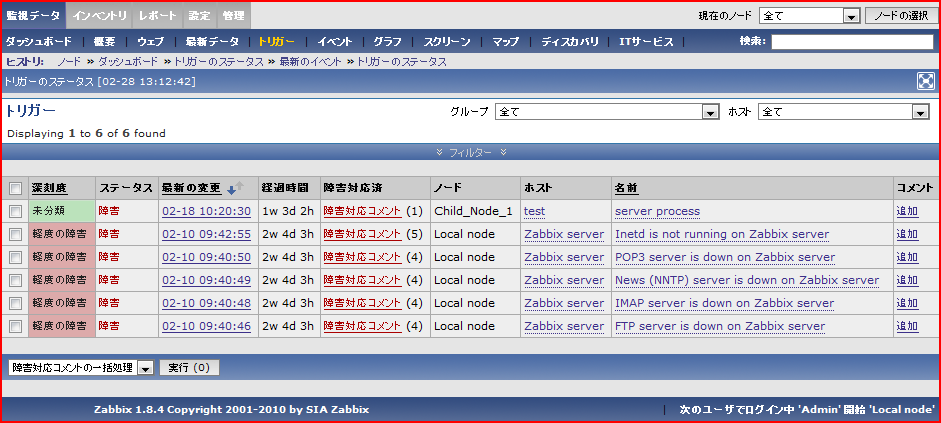 監視データ インベントリ レポート 設定 管理 現在のノード 全て ノードの選択
ダッシュボード | 概要 | ウェブ | 最新データ | トリガー | イベント | グラフ | スクリーン | マップ | ディスカバリ | ITサービス | 検索:
ヒストリ: ノード » ダッシュボード » トリガーのステータス » 最新のイベント » トリガーのステータス
トリガーのステータス [02-28 13:12:42]
トリガー グループ 全て ホスト 全て
Displaying 1 to 6 of 6 found
フィルター
深刻度 ステータス 最新の変更 経過時間 障害対応済 ノード ホスト 名前 コメント
未分類 障害 02-18 10:20:30 1w 3d 2h 障害対応コメント (1) Child_Node_1 test server process 追加
軽度の障害 障害 02-10 09:42:55 2w 4d 3h 障害対応コメント (5) Local node Zabbix server Inetd is not running on Zabbix server 追加
軽度の障害 障害 02-10 09:40:50 2w 4d 3h 障害対応コメント (4) Local node Zabbix server POP3 server is down on Zabbix server 追加
軽度の障害 障害 02-10 09:40:49 2w 4d 3h 障害対応コメント (4) Local node Zabbix server News (NNTP) server is down on Zabbix server 追加
軽度の障害 障害 02-10 09:40:48 2w 4d 3h 障害対応コメント (4) Local node Zabbix server IMAP server is down on Zabbix server 追加
軽度の障害 障害 02-10 09:40:46 2w 4d 3h 障害対応コメント (4) Local node Zabbix server FTP server is down on Zabbix server 追加
障害対応コメントの一括処理 実行 (0)
Zabbix 1.8.4 Copyright 2001-2010 by SIA Zabbix | 次のユーザでログイン中 'Admin' 開始 'Local node'